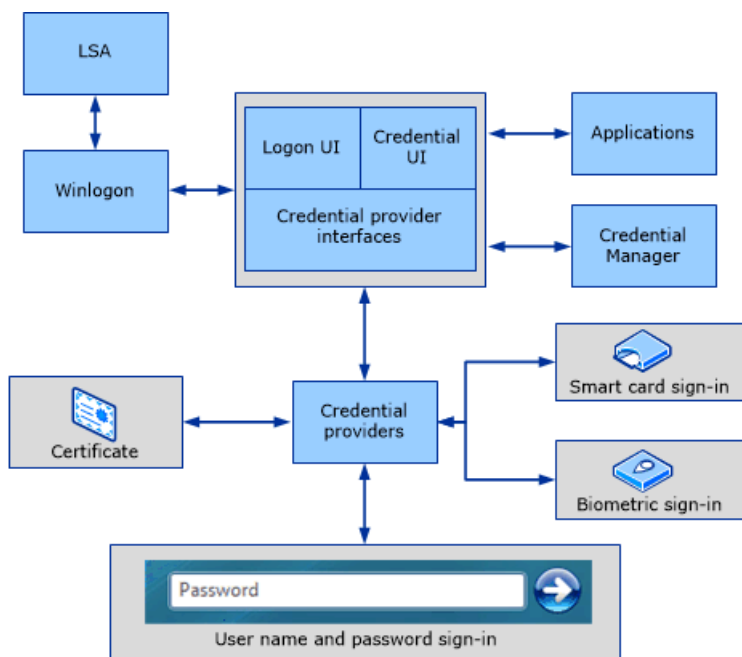 LSA
Winlogon
Logon UI
Credential
UI
Credential provider
interfaces
Applications
Credential
Manager
Smart card sign-in
Certificate
Credential
providers
Biometric sign-in
Password
User name and password sign-in